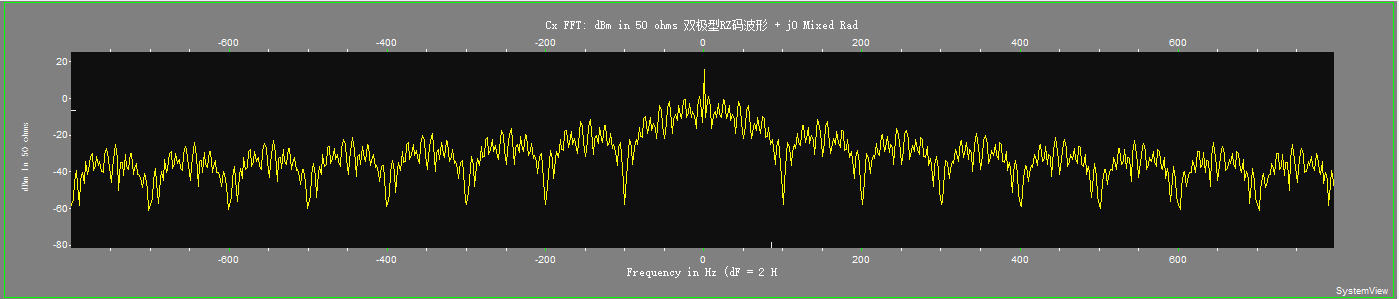 Cx FFT: dBm in 50 ohms 双极型RZ码波形 + j0 Mixed Rad
-600 -400 -200 0 200 400 600
20
0
-20
-40
-60
-80
dBm in 50 ohms
-600 -400 -200 0 200 400 600
Frequency in Hz (dF = 2 H
SystemView